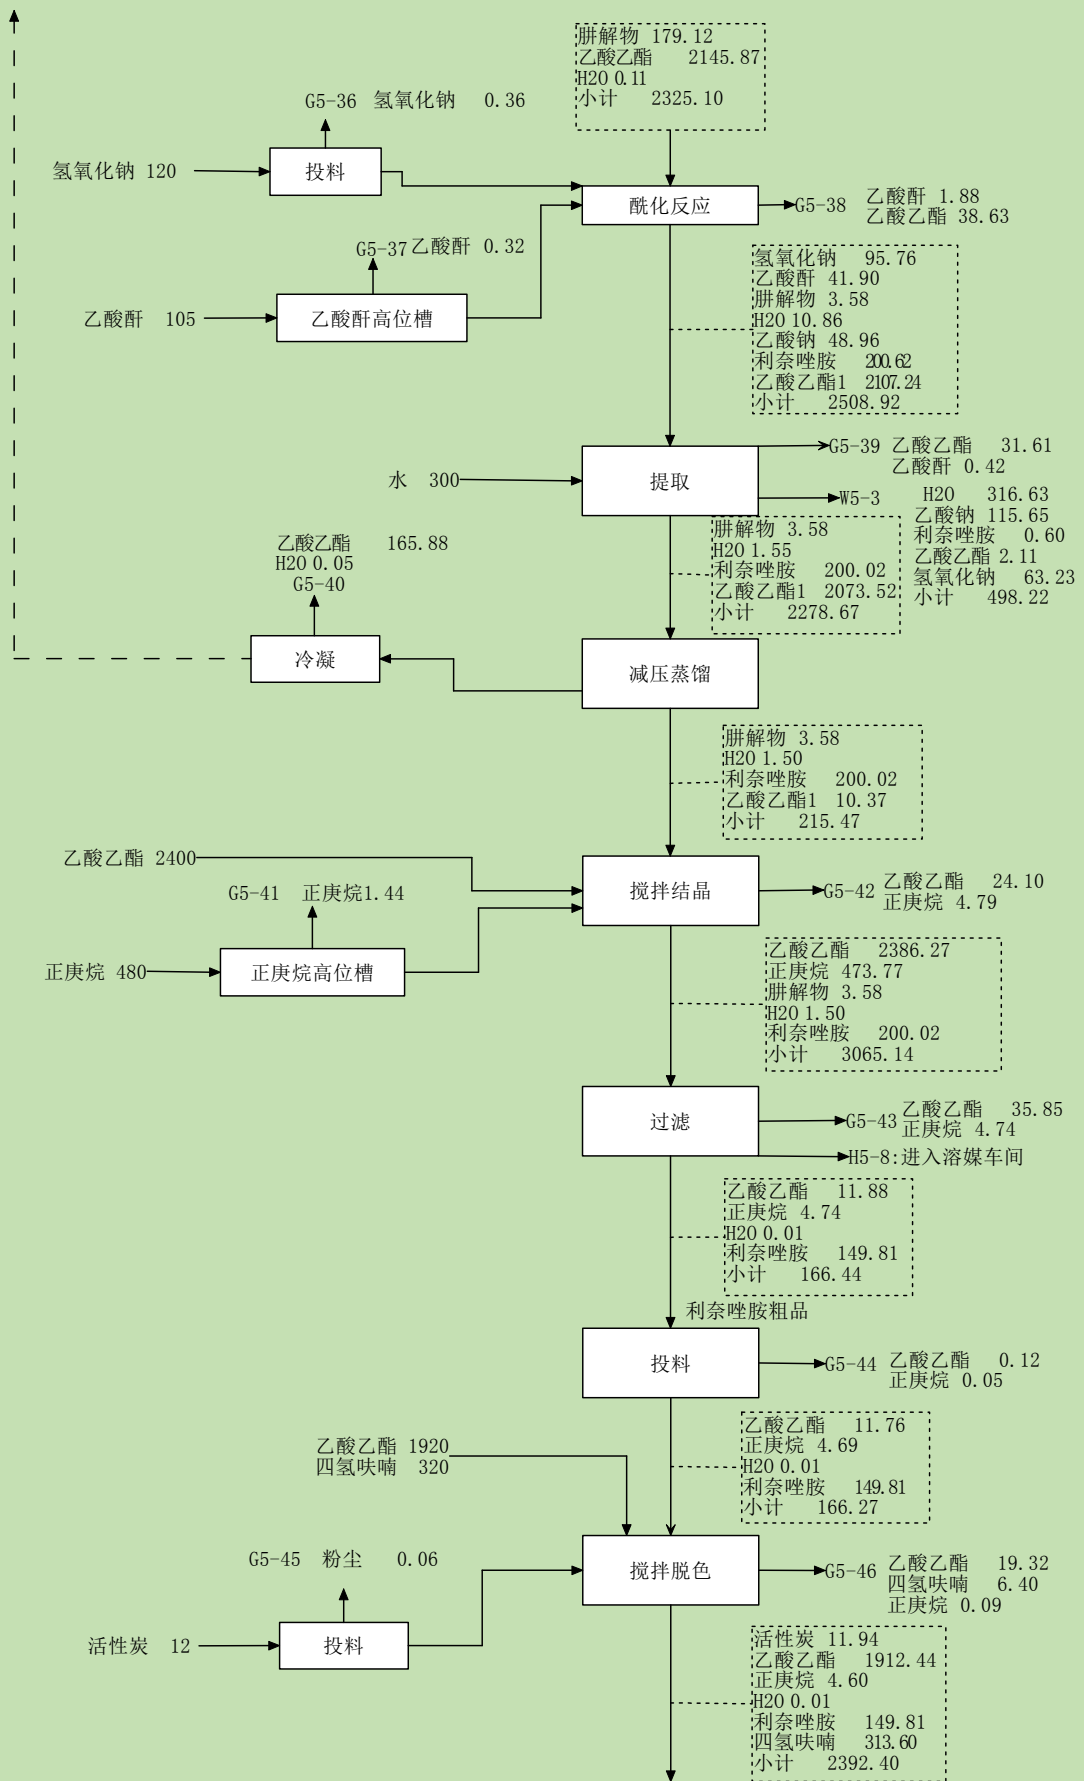 肼解物 179.12
乙酸乙酯 2145.87
H2O 0.11
小计 2325.10
G5-36 氢氧化钠 0.36
氢氧化钠 120
投料
酰化反应
G5-38
乙酸酐 1.88
乙酸乙酯 38.63
G5-37 乙酸酐 0.32
乙酸酐 105
乙酸酐高位槽
氢氧化钠 95.76
乙酸酐 41.90
肼解物 3.58
H2O 10.86
乙酸钠 48.96
利奈唑胺 200.62
乙酸乙酯1 2107.24
小计 2508.92
G5-39
乙酸乙酯 31.61
乙酸酐 0.42
水 300
提取
W5-3
H2O 316.63
乙酸钠 115.65
利奈唑胺 0.60
乙酸乙酯 2.11
氢氧化钠 63.23
小计 498.22
肼解物 3.58
H2O 1.55
利奈唑胺 200.02
乙酸乙酯1 2073.52
小计 2278.67
乙酸乙酯 165.88
H2O 0.05
G5-40
冷凝
减压蒸馏
肼解物 3.58
H2O 1.50
利奈唑胺 200.02
乙酸乙酯1 10.37
小计 215.47
乙酸乙酯 2400
G5-41 正庚烷1.44
搅拌结晶
G5-42
乙酸乙酯 24.10
正庚烷 4.79
正庚烷 480
正庚烷高位槽
乙酸乙酯 2386.27
正庚烷 473.77
肼解物 3.58
H2O 1.50
利奈唑胺 200.02
小计 3065.14
过滤
G5-43
乙酸乙酯 35.85
正庚烷 4.74
H5-8:进入溶媒车间
乙酸乙酯 11.88
正庚烷 4.74
H2O 0.01
利奈唑胺 149.81
小计 166.44
利奈唑胺粗品
投料
G5-44
乙酸乙酯 0.12
正庚烷 0.05
乙酸乙酯 11.76
正庚烷 4.69
H2O 0.01
利奈唑胺 149.81
小计 166.27
乙酸乙酯 1920
四氢呋喃 320
G5-45 粉尘 0.06
搅拌脱色
G5-46
乙酸乙酯 19.32
四氢呋喃 6.40
正庚烷 0.09
活性炭 12
投料
活性炭 11.94
乙酸乙酯 1912.44
正庚烷 4.60
H2O 0.01
利奈唑胺 149.81
四氢呋喃 313.60
小计 2392.40